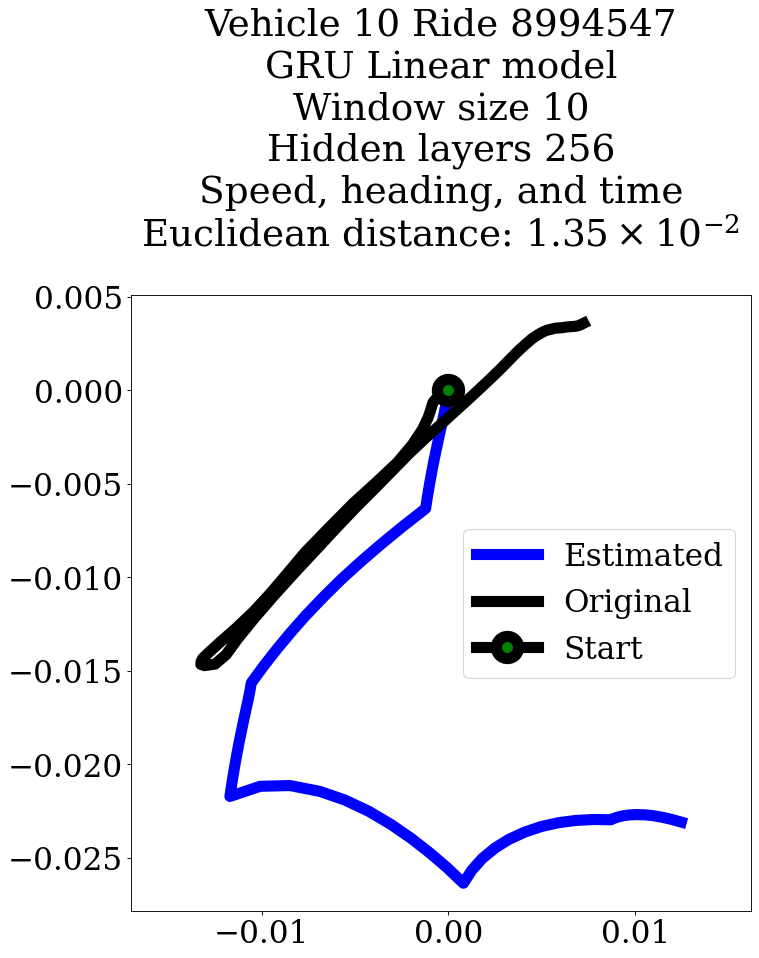 Vehicle 10 Ride 8994547
GRU Linear model
Window size 10
Hidden layers 256
Speed, heading, and time
Euclidean distance: 1.35 × 10⁻²
0.005
0.000
−0.005
−0.010
−0.015
−0.020
−0.025
Estimated
Original
Start
−0.01
0.00
0.01